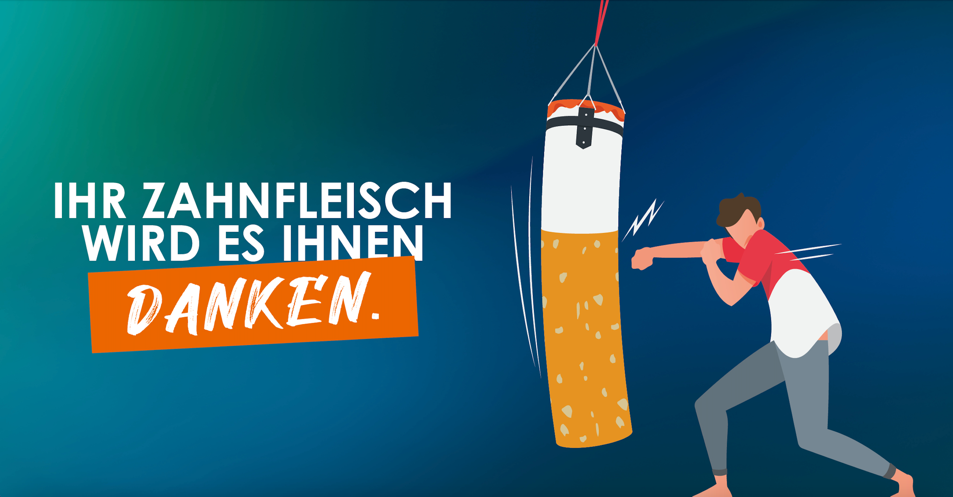 IHR ZAHNFLEISCH
WIRD ES IHNEN
DANKEN.